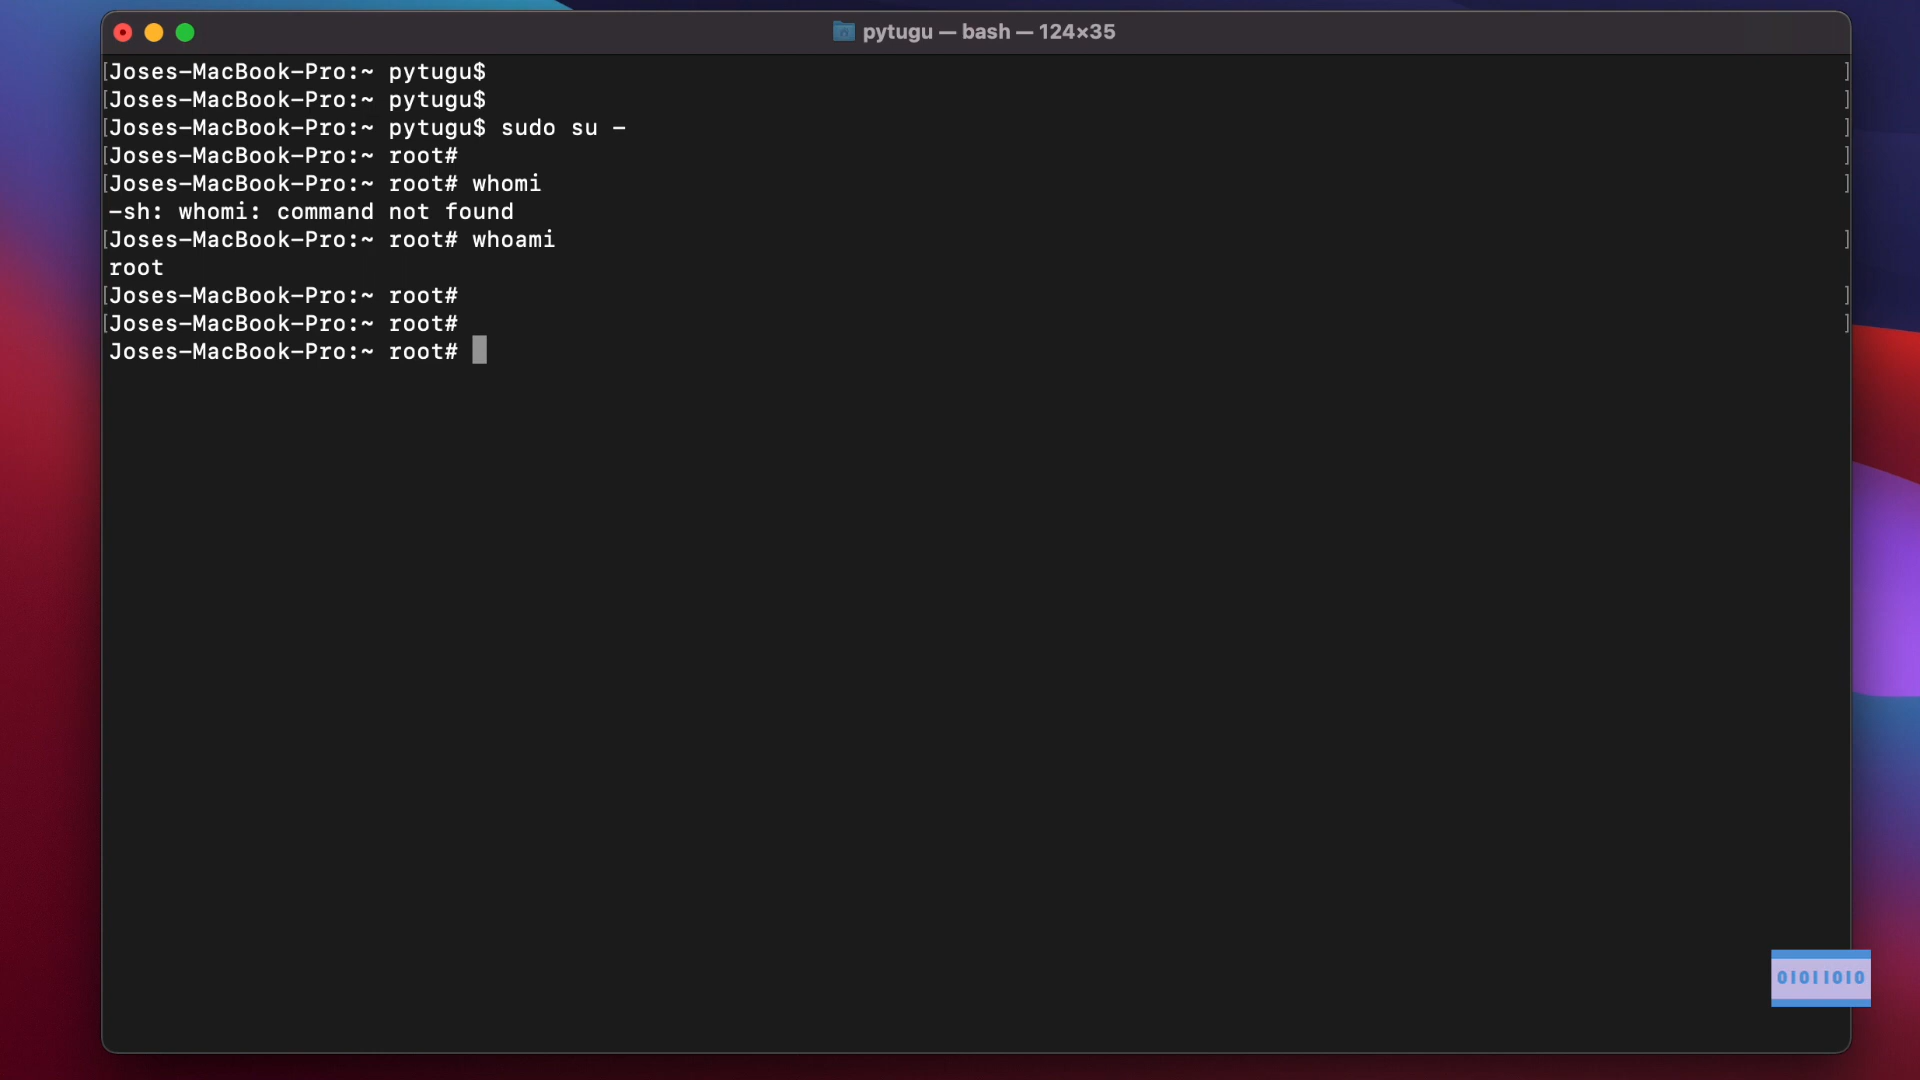 pytugu — bash — 124×35
[Joses-MacBook-Pro:~ pytugu$ ]
[Joses-MacBook-Pro:~ pytugu$ ]
[Joses-MacBook-Pro:~ pytugu$ sudo su - ]
[Joses-MacBook-Pro:~ root# ]
[Joses-MacBook-Pro:~ root# whomi ]
-sh: whomi: command not found
[Joses-MacBook-Pro:~ root# whoami ]
root
[Joses-MacBook-Pro:~ root# ]
[Joses-MacBook-Pro:~ root# ]
Joses-MacBook-Pro:~ root#
01011010